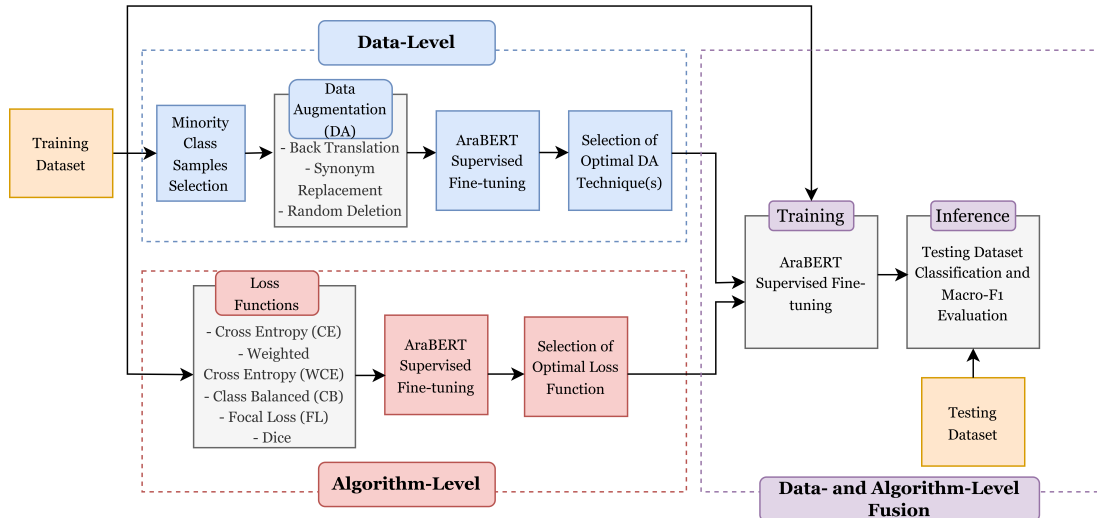 Data-Level
Training
Dataset
Minority
Class
Samples
Selection
Data
Augmentation
(DA)
- Back Translation
- Synonym
Replacement
- Random Deletion
AraBERT
Supervised
Fine-tuning
Selection of
Optimal DA
Technique(s)
Loss
Functions
- Cross Entropy (CE)
- Weighted
Cross Entropy (WCE)
- Class Balanced (CB)
- Focal Loss (FL)
- Dice
AraBERT
Supervised
Fine-tuning
Selection of
Optimal Loss
Function
Algorithm-Level
Training
AraBERT
Supervised Fine-
tuning
Inference
Testing Dataset
Classification and
Macro-F1
Evaluation
Testing
Dataset
Data- and Algorithm-Level
Fusion